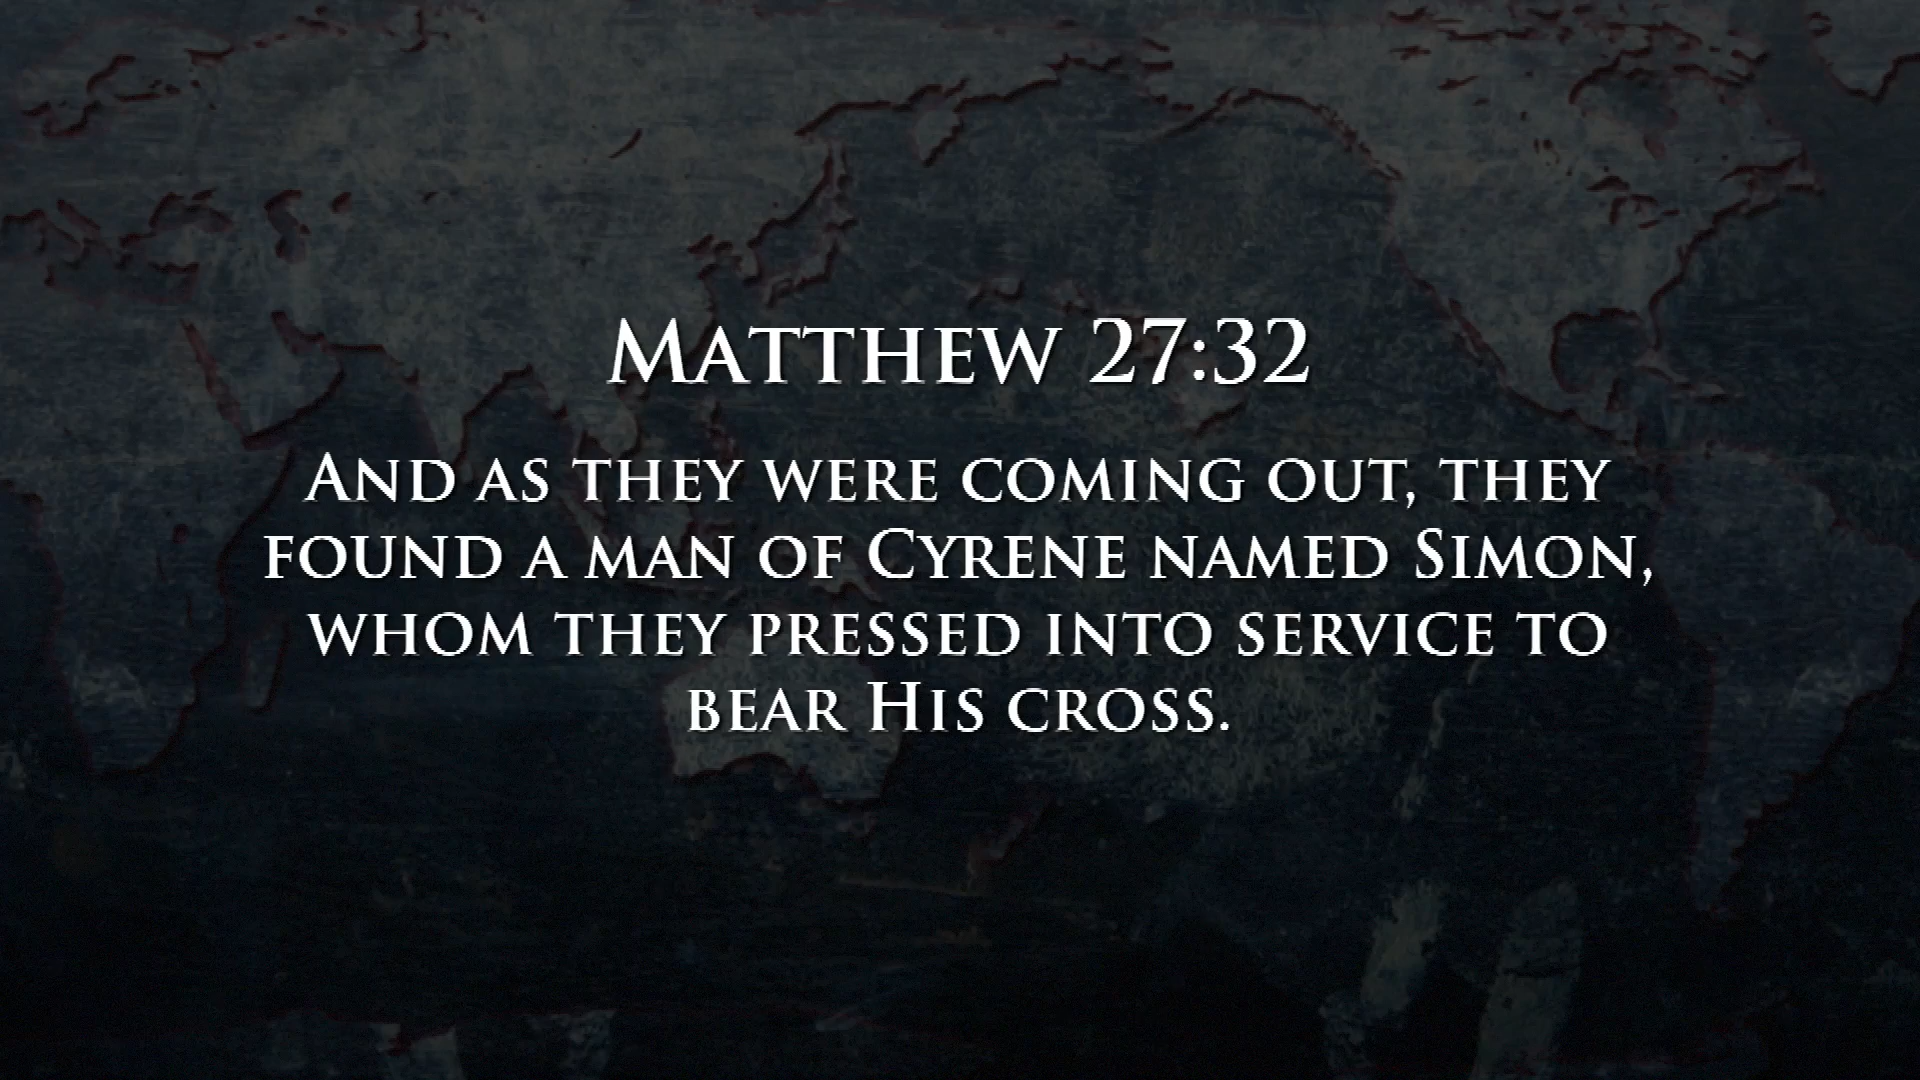 Matthew 27:32
And as they were coming out, they
found a man of Cyrene named Simon,
whom they pressed into service to
bear His cross.